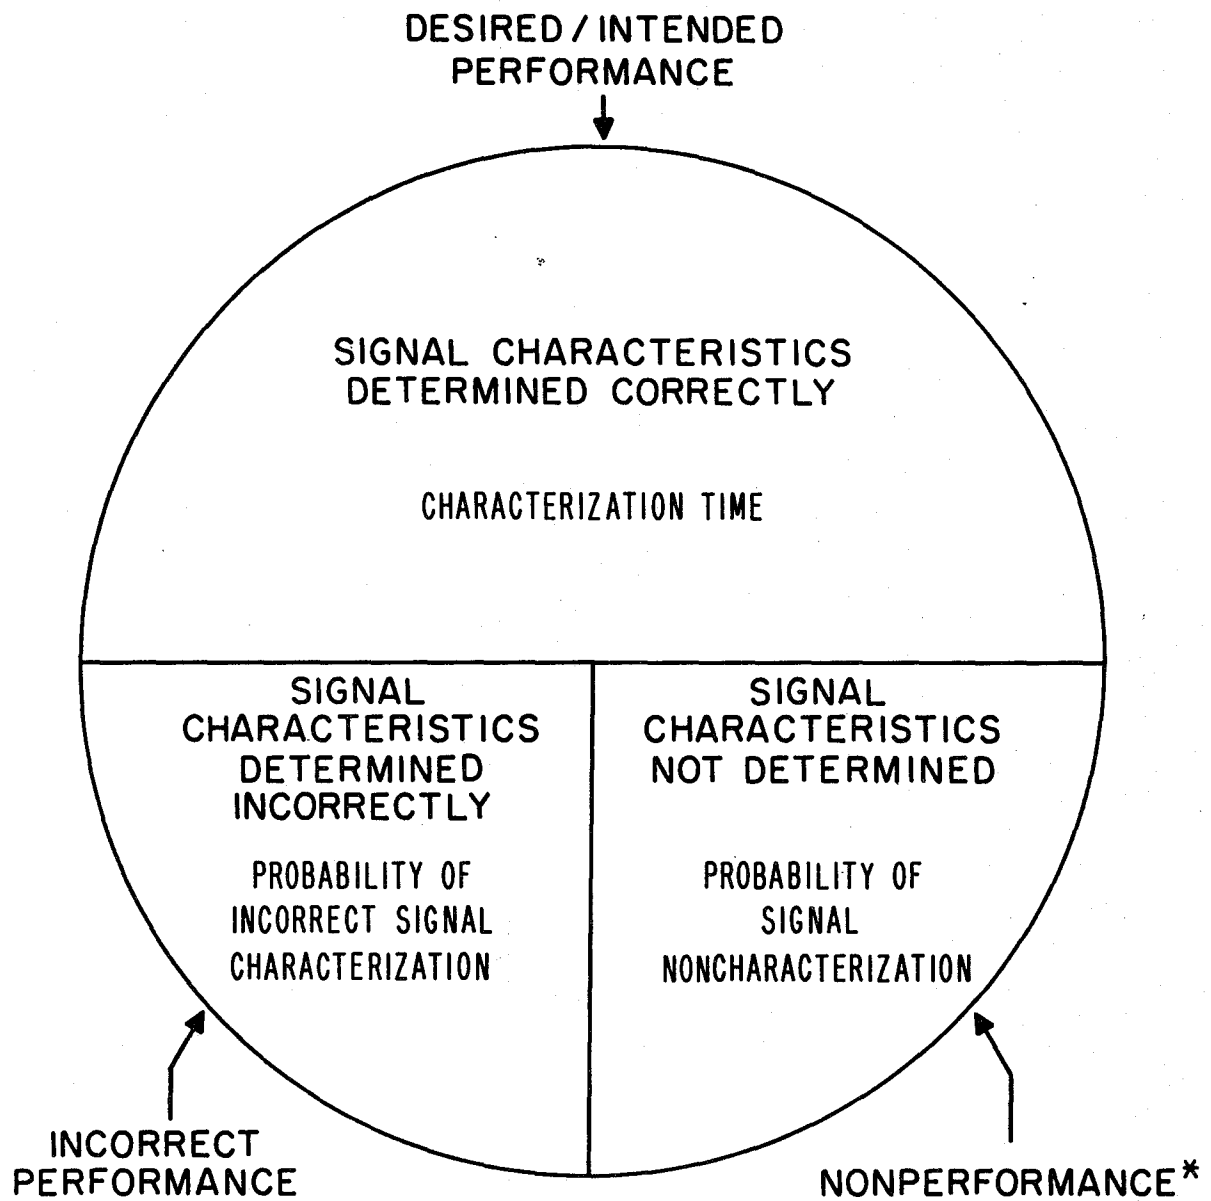 DESIRED / INTENDED
PERFORMANCE
SIGNAL CHARACTERISTICS
DETERMINED CORRECTLY
CHARACTERIZATION TIME
SIGNAL
CHARACTERISTICS
DETERMINED
INCORRECTLY
PROBABILITY OF
INCORRECT SIGNAL
CHARACTERIZATION
SIGNAL
CHARACTERISTICS
NOT DETERMINED
PROBABILITY OF
SIGNAL
NONCHARACTERIZATION
INCORRECT
PERFORMANCE
NONPERFORMANCE*